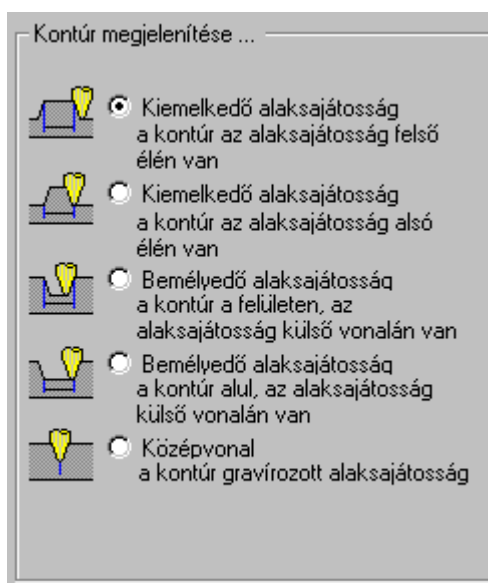 Kontúr megjelenítése ...
Kiemelkedő alaksajátosság
a kontúr az alaksajátosság felső
élén van
Kiemelkedő alaksajátosság
a kontúr az alaksajátosság alsó
élén van
Bemélyedő alaksajátosság
a kontúr a felületen, az
alaksajátosság külső vonalán van
Bemélyedő alaksajátosság
a kontúr alul, az alaksajátosság
külső vonalán van
Középvonal
a kontúr gravírozott alaksajátosság